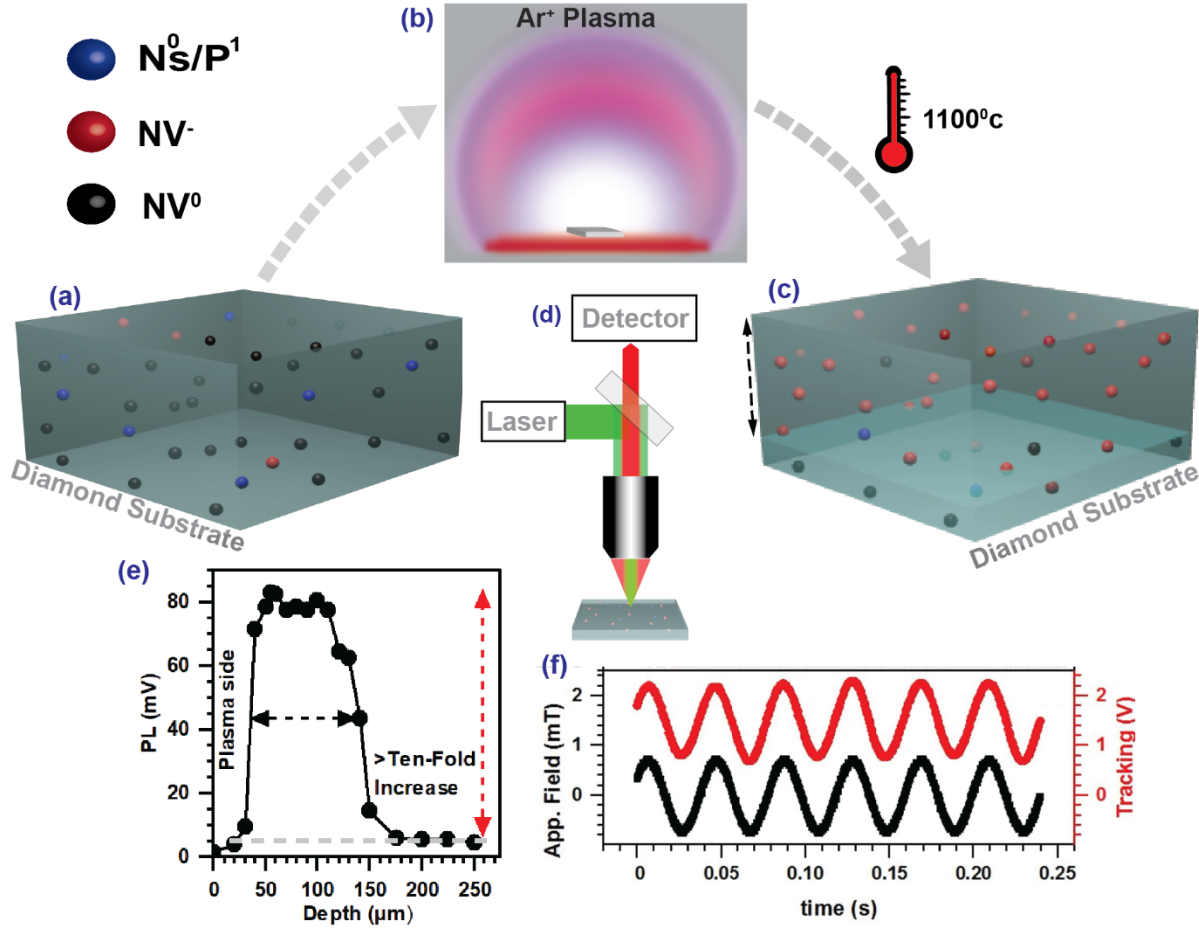 (b)
Ar⁺ Plasma
Ns⁰/P¹
NV⁻
NV⁰
1100⁰c
(a)
Diamond Substrate
(d)
Detector
Laser
(c)
Diamond Substrate
(e)
PL (mV)
80
60
40
20
0
Plasma side
>Ten-Fold
Increase
0 50 100 150 200 250
Depth (µm)
(f)
App. Field (mT)
2
1
0
2
1
0
Tracking (V)
0 0.05 0.10 0.15 0.20 0.25
time (s)